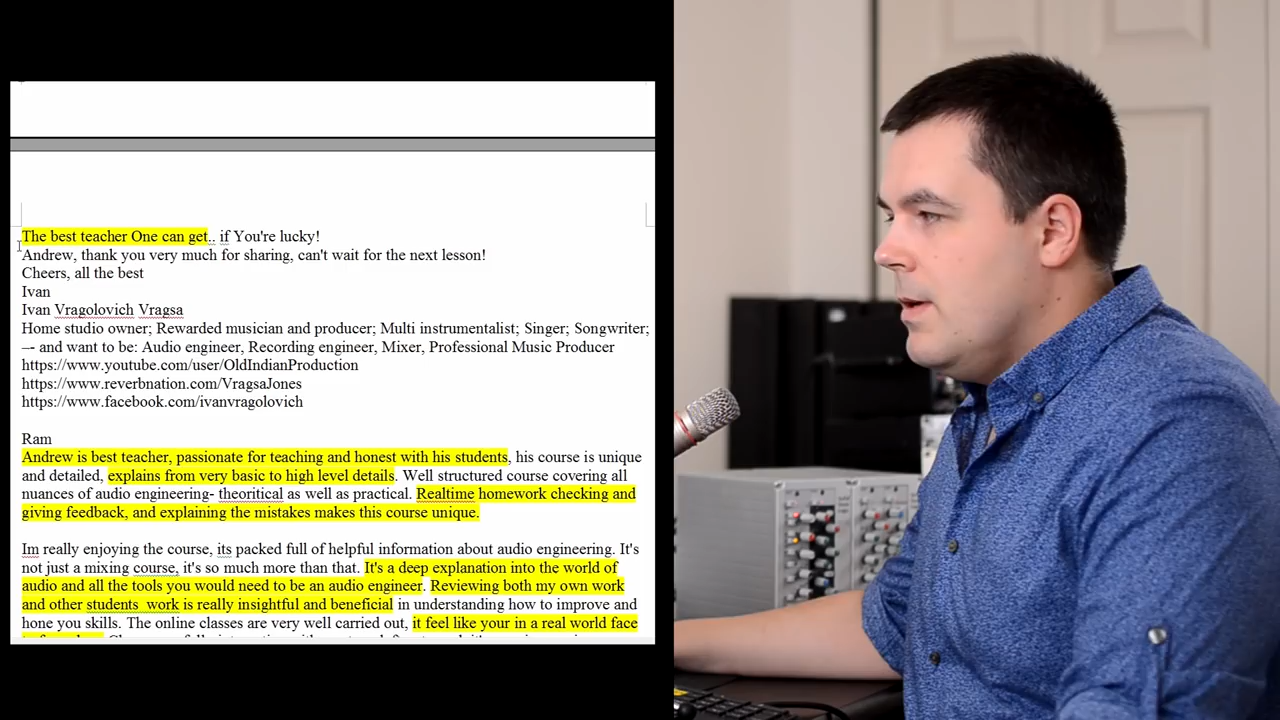 The best teacher One can get.. if You're lucky!
Andrew, thank you very much for sharing, can't wait for the next lesson!
Cheers, all the best
Ivan
Ivan Vragolovich Vragsa
Home studio owner; Rewarded musician and producer; Multi instrumentalist; Singer; Songwriter;
–- and want to be: Audio engineer, Recording engineer, Mixer, Professional Music Producer
https://www.youtube.com/user/OldIndianProduction
https://www.reverbnation.com/VragsaJones
https://www.facebook.com/ivanvragolovich
Ram
Andrew is best teacher, passionate for teaching and honest with his students, his course is unique
and detailed, explains from very basic to high level details. Well structured course covering all
nuances of audio engineering- theoritical as well as practical. Realtime homework checking and
giving feedback, and explaining the mistakes makes this course unique.
Im really enjoying the course, its packed full of helpful information about audio engineering. It's
not just a mixing course, it's so much more than that. It's a deep explanation into the world of
audio and all the tools you would need to be an audio engineer. Reviewing both my own work
and other students  work is really insightful and beneficial in understanding how to improve and
hone you skills. The online classes are very well carried out, it feel like your in a real world face